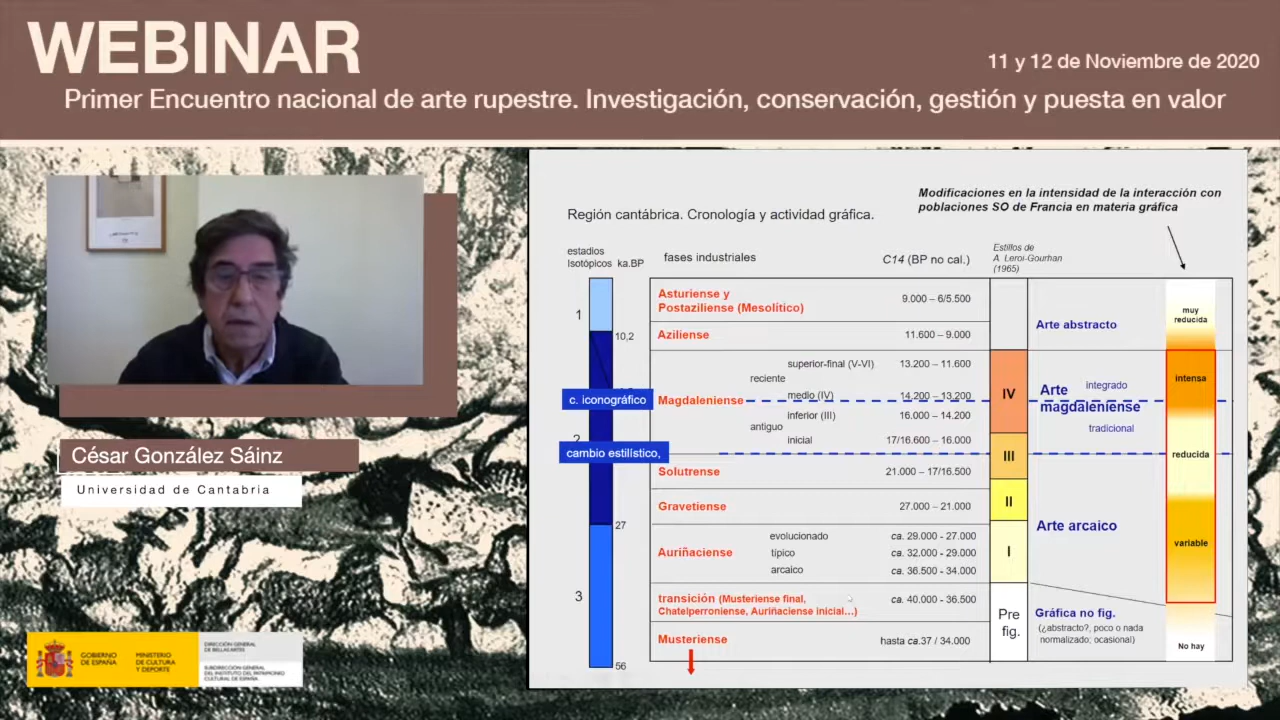 WEBINAR
11 y 12 de Noviembre de 2020
Primer Encuentro nacional de arte rupestre. Investigación, conservación, gestión y puesta en valor
César González Sáinz
Universidad de Cantabria
GOBIERNO
DE ESPAÑA
MINISTERIO
DE CULTURA
Y DEPORTE
DIRECCIÓN GENERAL
DE BELLAS ARTES
SUBDIRECCIÓN GENERAL
DEL INSTITUTO DEL PATRIMONIO
CULTURAL DE ESPAÑA
Modificaciones en la intensidad de la interacción con
poblaciones SO de Francia en materia gráfica
Región cantábrica. Cronología y actividad gráfica.
estadios
Isotópicos ka.BP
fases industriales
C14 (BP no cal.)
Estillos de
A. Leroi-Gourhan
(1965)
1
10,2
2
27
3
56
c. iconográfico
cambio estilístico,
Asturiense y
Postaziliense (Mesolítico)
9.000 – 6/5.500
Aziliense
11.600 – 9.000
Magdaleniense
reciente
superior-final (V-VI)
13.200 – 11.600
medio (IV)
14.200 – 13.200
antiguo
inferior (III)
16.000 – 14.200
inicial
17/16.600 – 16.000
Solutrense
21.000 – 17/16.500
Gravetiense
27.000 – 21.000
Auriñaciense
evolucionado
ca. 29.000 - 27.000
típico
ca. 32.000 - 29.000
arcaico
ca. 36.500 - 34.000
transición (Musteriense final,
Chatelperroniense, Auriñaciense inicial…)
ca. 40.000 - 36.500
Musteriense
hasta ca.37 / 34.000
IV
III
II
I
Pre
fig.
Arte abstracto
Arte
magdaleniense
integrado
tradicional
Arte arcaico
Gráfica no fig.
(¿abstracto?, poco o nada
normalizado; ocasional)
muy
reducida
intensa
reducida
variable
No hay